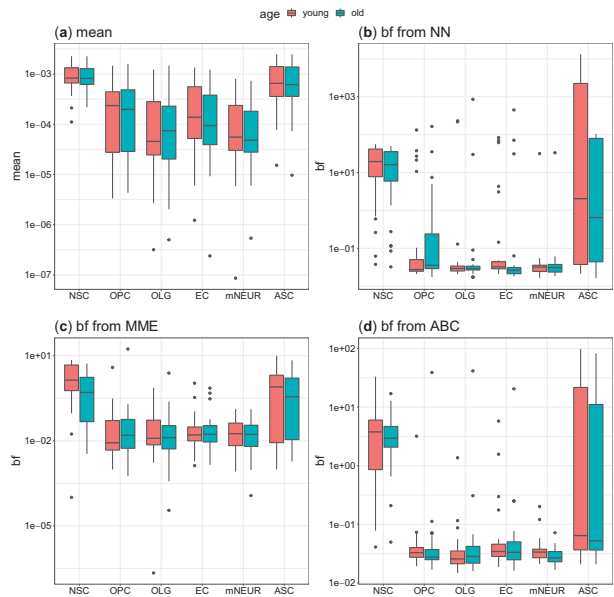 age young old
(a) mean
mean
1e−03
1e−04
1e−05
1e−06
1e−07
NSC OPC OLG EC mNEUR ASC
(b) bf from NN
bf
1e+03
1e+01
1e−01
NSC OPC OLG EC mNEUR ASC
(c) bf from MME
bf
1e+01
1e−02
1e−05
NSC OPC OLG EC mNEUR ASC
(d) bf from ABC
bf
1e+02
1e+01
1e+00
1e−01
1e−02
NSC OPC OLG EC mNEUR ASC